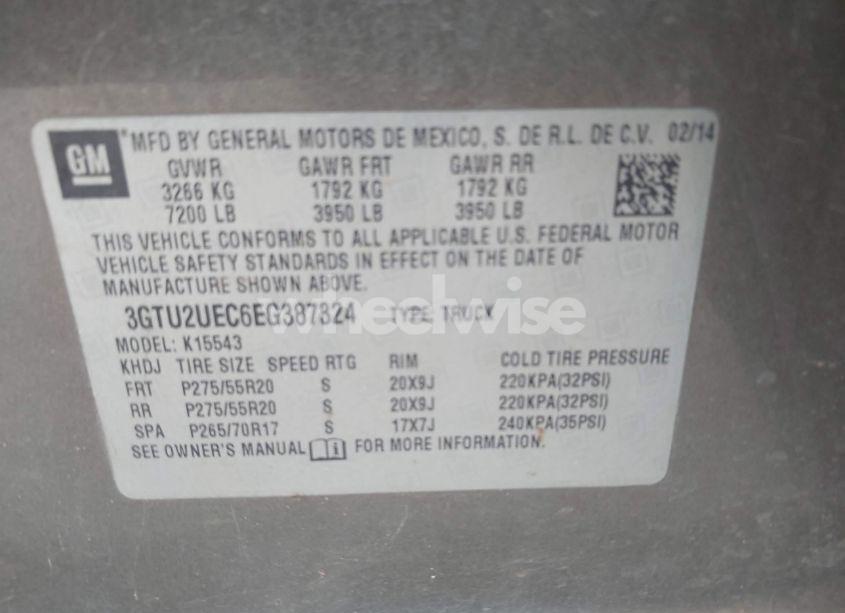 GM
*MFD BY GENERAL MOTORS DE MEXICO, S. DE R.L. DE C.V. 02/14
GVWR GAWR FRT GAWR RR
3266 KG 1792 KG 1792 KG
7200 LB 3950 LB 3950 LB
THIS VEHICLE CONFORMS TO ALL APPLICABLE U.S. FEDERAL MOTOR
VEHICLE SAFETY STANDARDS IN EFFECT ON THE DATE OF
MANUFACTURE SHOWN ABOVE.
3GTU2UEC6EG387824 TYPE: TRUCK
wheelwise
MODEL: K15543
KHDJ TIRE SIZE SPEED RTG RIM COLD TIRE PRESSURE
FRT P275/55R20 S 20X9J 220KPA(32PSI)
RR P275/55R20 S 20X9J 220KPA(32PSI)
SPA P265/70R17 S 17X7J 240KPA(35PSI)
SEE OWNER'S MANUAL i FOR MORE INFORMATION.